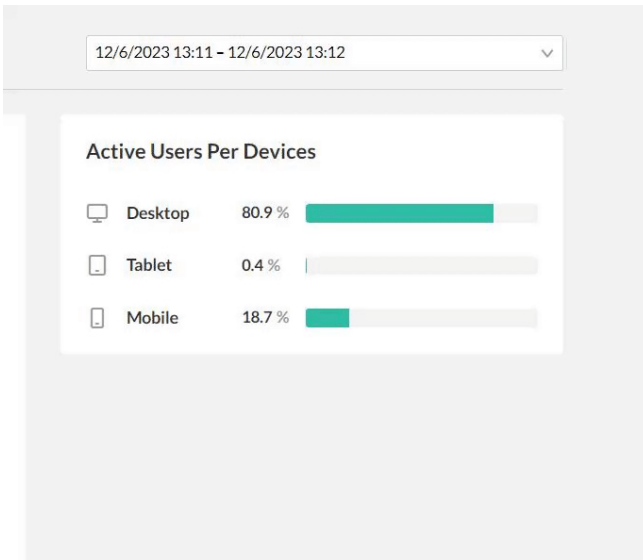 12/6/2023 13:11 – 12/6/2023 13:12
Active Users Per Devices
Desktop 80.9 %
Tablet 0.4 %
Mobile 18.7 %